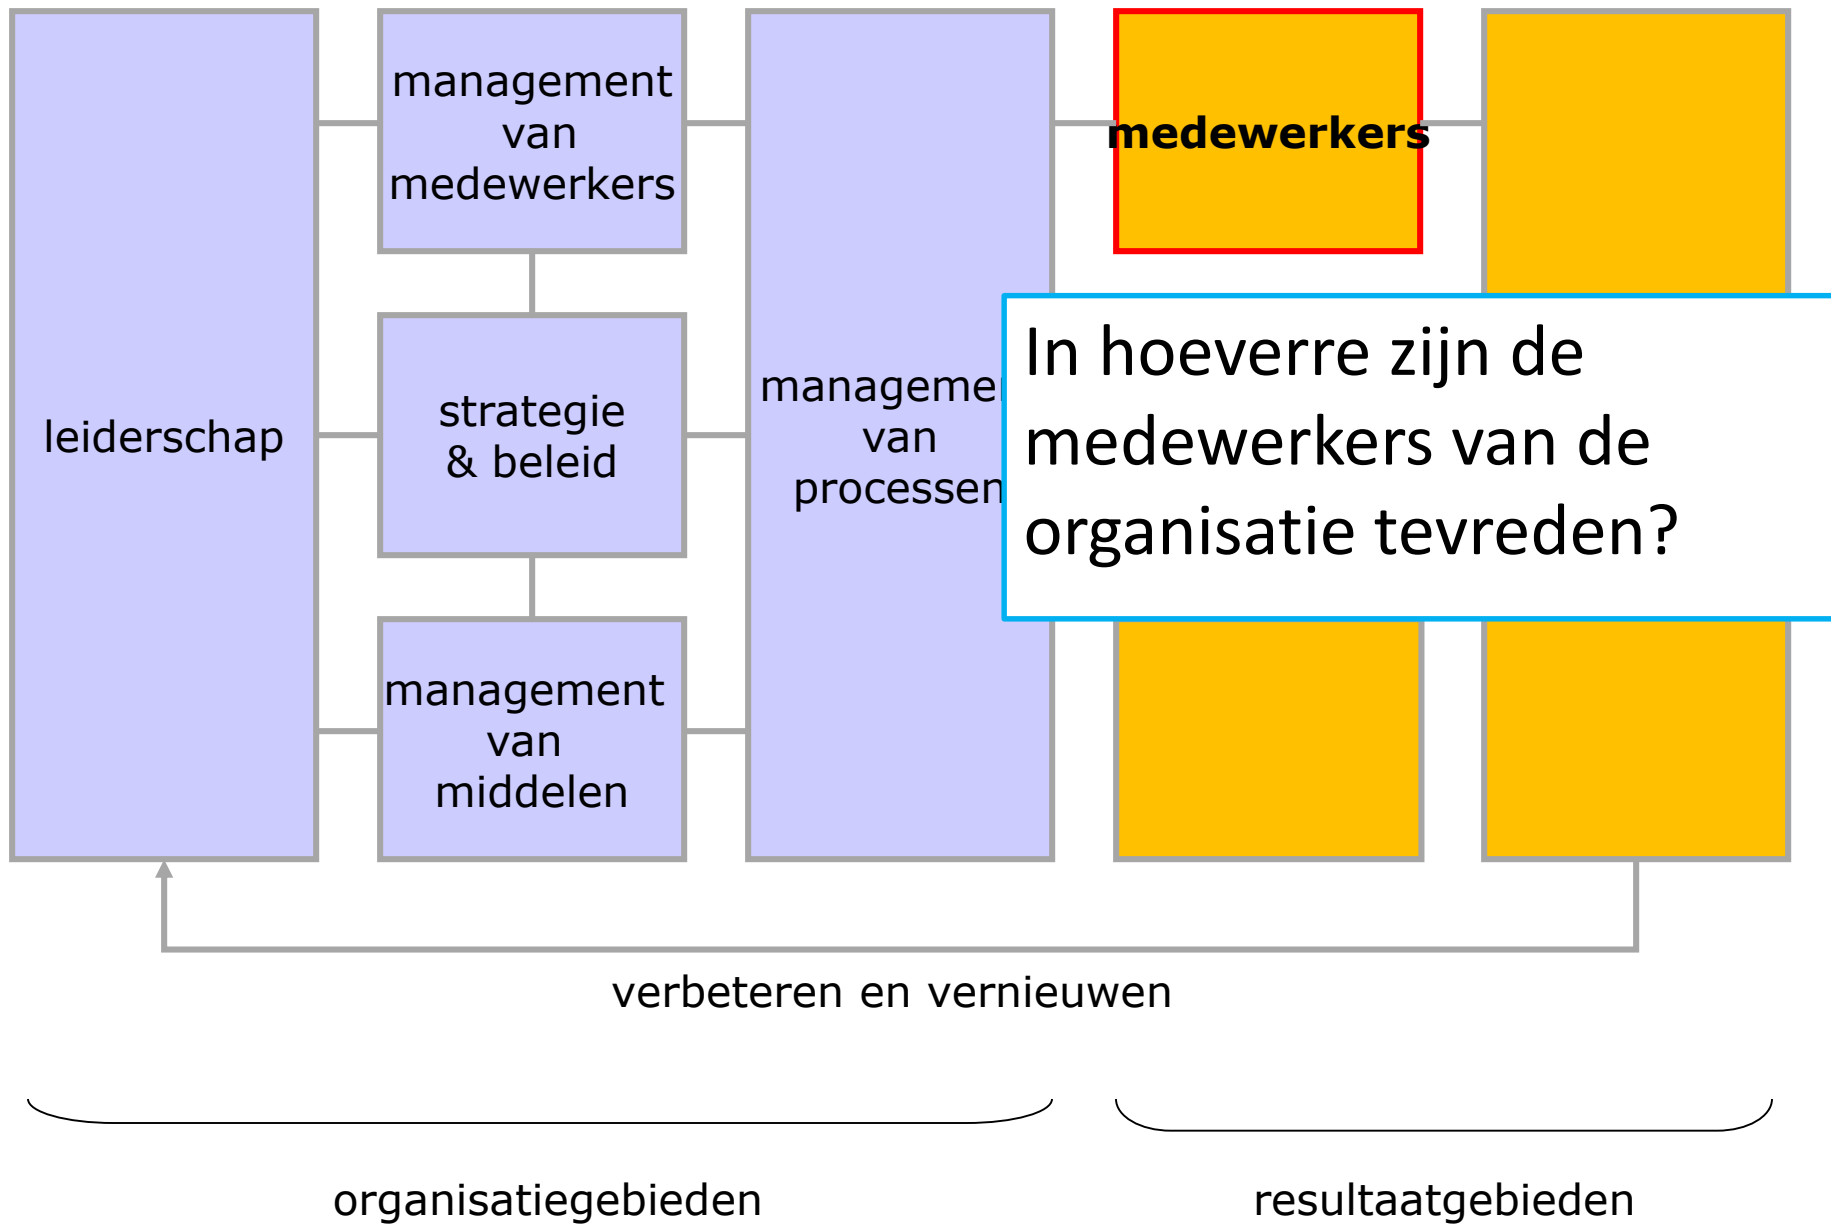 leiderschap
management
van
medewerkers
strategie
& beleid
management
van
middelen
van
processen
medewerkers
In hoeverre zijn de
medewerkers van de
organisatie tevreden?
verbeteren en vernieuwen
organisatiegebieden
resultaatgebieden